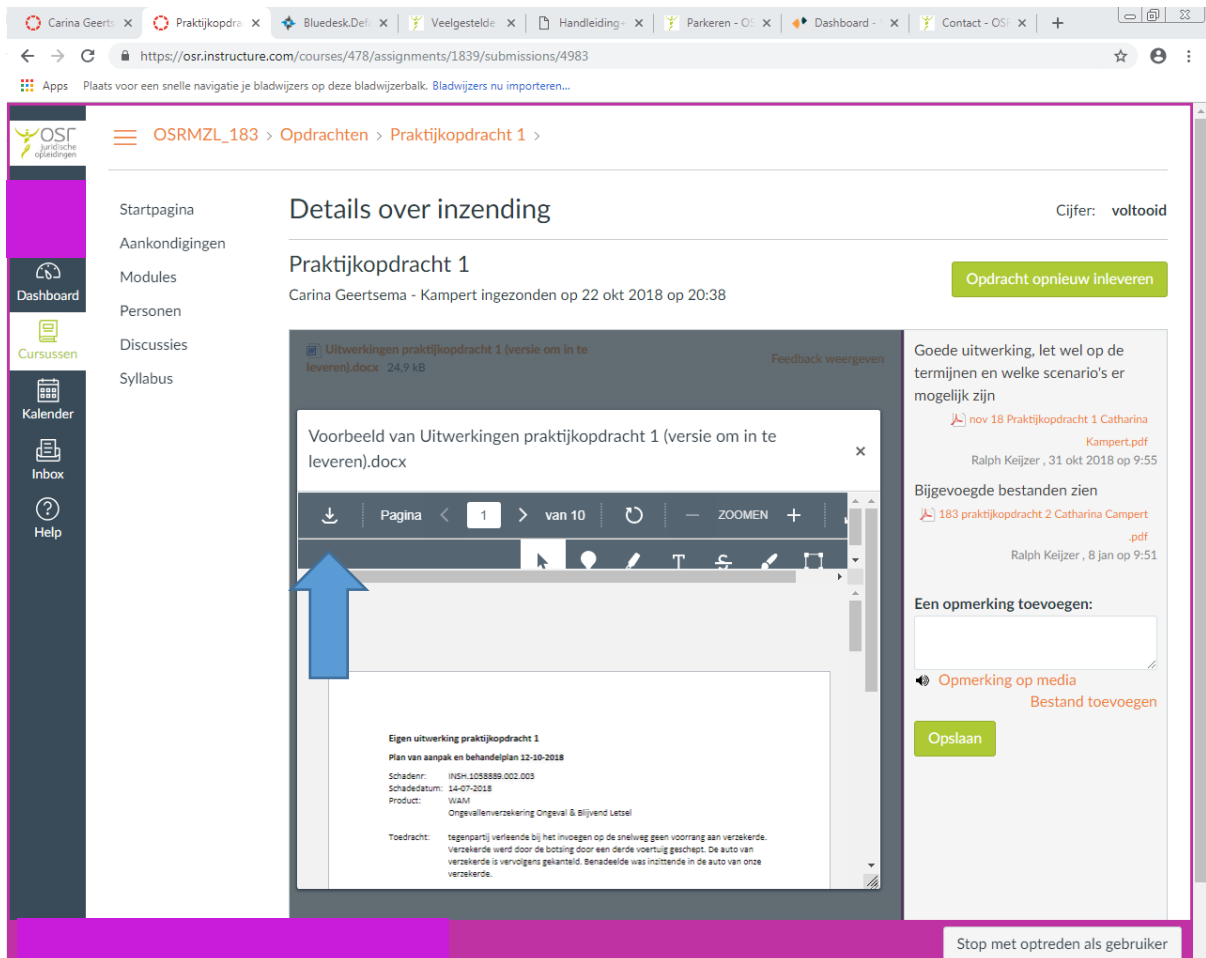 Carina Geerts
Praktijkopdra
Bluedesk.Def
Veelgestelde
Handleiding
Parkeren - OS
Dashboard -
Contact - OSR
https://osr.instructure.com/courses/478/assignments/1839/submissions/4983
Apps Plaats voor een snelle navigatie je bladwijzers op deze bladwijzerbalk. Bladwijzers nu importeren...
OSR
juridische
opleidingen
OSRMZL_183 > Opdrachten > Praktijkopdracht 1 >
Dashboard
Cursussen
Kalender
Inbox
Help
Startpagina
Aankondigingen
Modules
Personen
Discussies
Syllabus
Details over inzending
Cijfer: voltooid
Praktijkopdracht 1
Carina Geertsema - Kampert ingezonden op 22 okt 2018 op 20:38
Opdracht opnieuw inleveren
Uitwerkingen praktijkopdracht 1 (versie om in te
leveren).docx 24,9 kB
Feedback weergeven
Voorbeeld van Uitwerkingen praktijkopdracht 1 (versie om in te
leveren).docx
Pagina 1 van 10 ZOOMEN
Eigen uitwerking praktijkopdracht 1
Plan van aanpak en behandelplan 12-10-2018
Schadenr: INSH.1058889.002.003
Schadedatum: 14-07-2018
Product: WAM
Ongevallenverzekering Ongeval & Blijvend Letsel
Toedracht: tegenpartij verleende bij het invoegen op de snelweg geen voorrang aan verzekerde.
Verzekerde werd door de botsing door een derde voertuig geschept. De auto van
verzekerde is vervolgens gekanteld. Benadeelde was inzittende in de auto van onze
verzekerde.
Goede uitwerking, let wel op de
termijnen en welke scenario's er
mogelijk zijn
nov 18 Praktijkopdracht 1 Catharina
Kampert.pdf
Ralph Keijzer , 31 okt 2018 op 9:55
Bijgevoegde bestanden zien
183 praktijkopdracht 2 Catharina Campert
.pdf
Ralph Keijzer , 8 jan op 9:51
Een opmerking toevoegen:
Opmerking op media
Bestand toevoegen
Opslaan
Stop met optreden als gebruiker